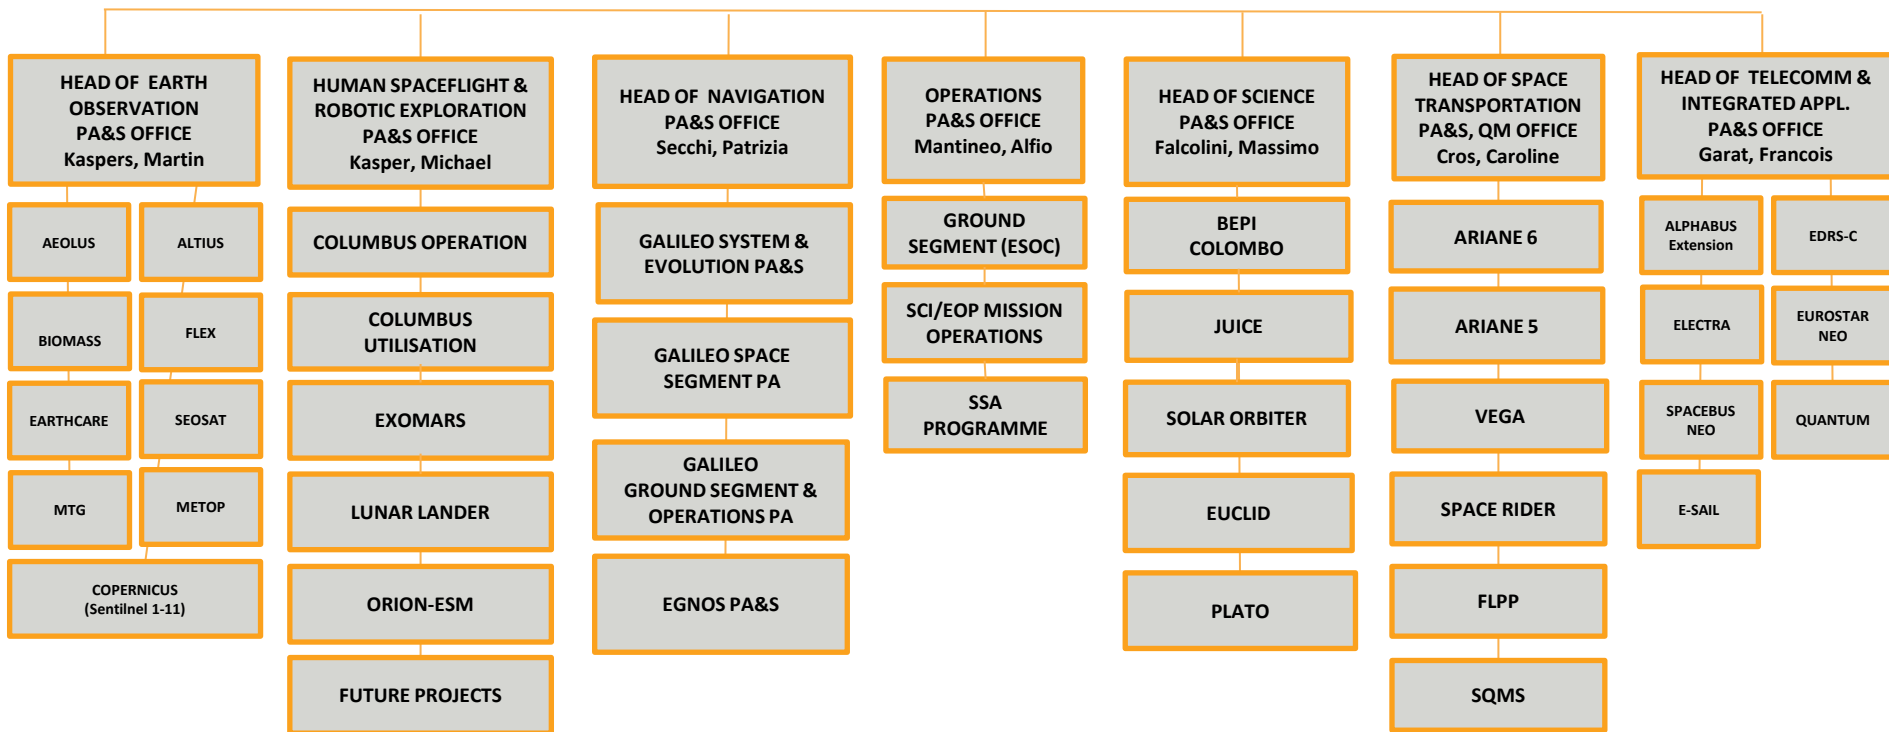 HEAD OF EARTH
OBSERVATION
PA&S OFFICE
Kaspers, Martin
AEOLUS
ALTIUS
BIOMASS
FLEX
EARTHCARE
SEOSAT
MTG
METOP
COPERNICUS
(Sentilnel 1-11)
HUMAN SPACEFLIGHT &
ROBOTIC EXPLORATION
PA&S OFFICE
Kasper, Michael
COLUMBUS OPERATION
COLUMBUS
UTILISATION
EXOMARS
LUNAR LANDER
ORION-ESM
FUTURE PROJECTS
HEAD OF NAVIGATION
PA&S OFFICE
Secchi, Patrizia
GALILEO SYSTEM &
EVOLUTION PA&S
GALILEO SPACE
SEGMENT PA
GALILEO
GROUND SEGMENT &
OPERATIONS PA
EGNOS PA&S
OPERATIONS
PA&S OFFICE
Mantineo, Alfio
GROUND
SEGMENT (ESOC)
SCI/EOP MISSION
OPERATIONS
SSA
PROGRAMME
HEAD OF SCIENCE
PA&S OFFICE
Falcolini, Massimo
BEPI
COLOMBO
JUICE
SOLAR ORBITER
EUCLID
PLATO
HEAD OF SPACE
TRANSPORTATION
PA&S, QM OFFICE
Cros, Caroline
ARIANE 6
ARIANE 5
VEGA
SPACE RIDER
FLPP
SQMS
HEAD OF TELECOMM &
INTEGRATED APPL.
PA&S OFFICE
Garat, Francois
ALPHABUS
Extension
EDRS-C
ELECTRA
EUROSTAR
NEO
SPACEBUS
NEO
QUANTUM
E-SAIL